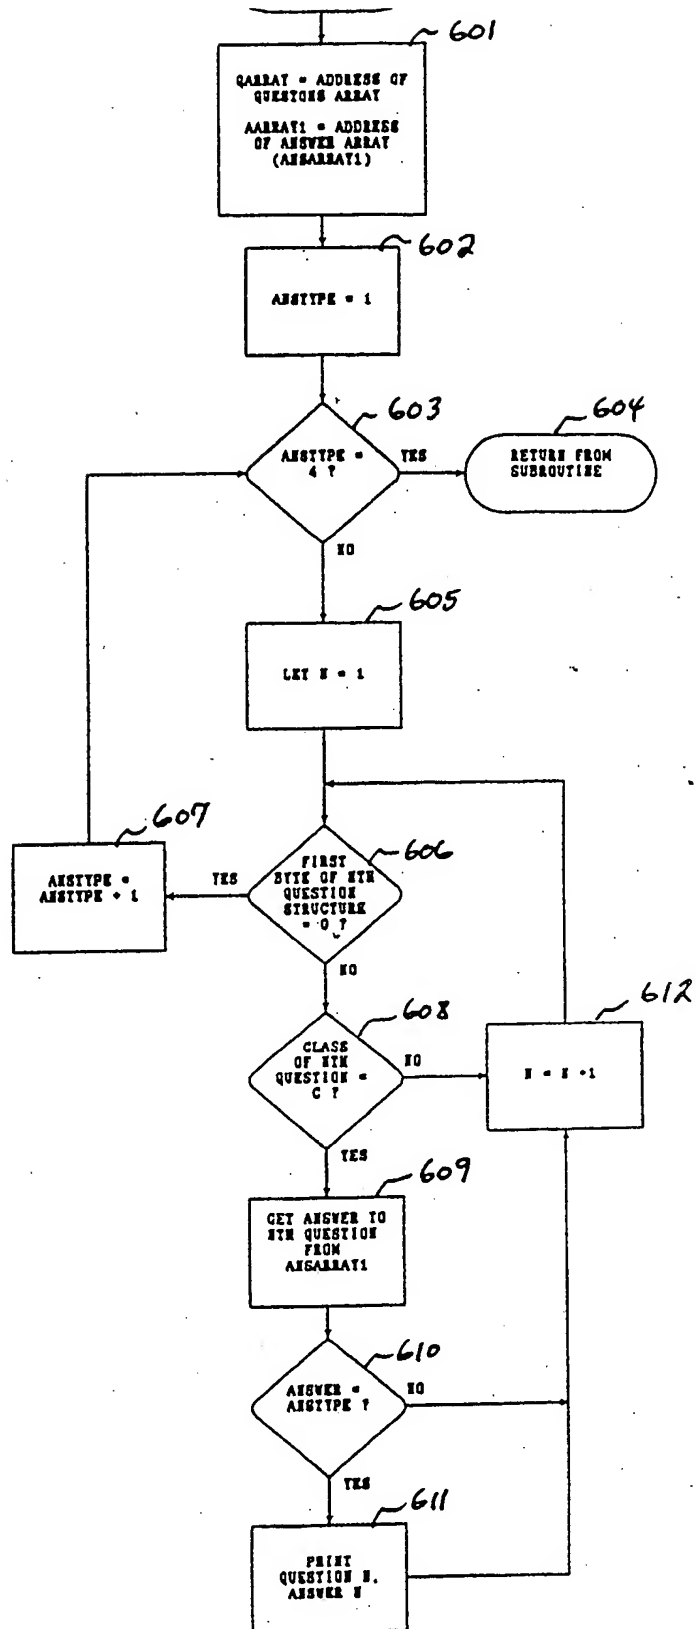 601
QARRAY = ADDRESS OF
QUESTONS ARRAY
AARRAY1 = ADDRESS
OF ANSWER ARRAY
(ANSARRAY1)
602
ANSTYPE = 1
603
ANSTYPE =
4 ?
YES
604
RETURN FROM
SUBROUTINE
NO
605
LET N = 1
606
FIRST
BYTE OF NTH
QUESTION
STRUCTURE
= 0 ?
YES
607
ANSTYPE =
ANSTYPE + 1
NO
608
CLASS
OF NTH
QUESTION =
C ?
NO
612
N = N +1
YES
609
GET ANSWER TO
NTH QUESTION
FROM
ANSARRAY1
610
ANSWER =
ANSTYPE ?
NO
YES
611
PRINT
QUESTION N,
ANSWER N